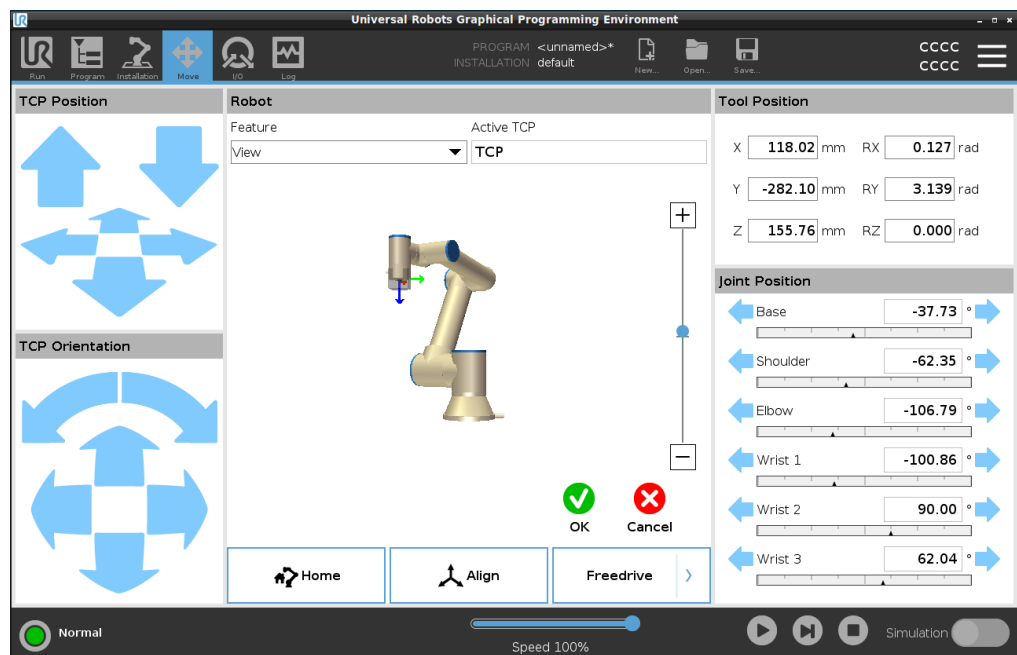 UR
Universal Robots Graphical Programming Environment
Run
Program
Installation
Move
I/O
Log
PROGRAM <unnamed>*
INSTALLATION default
New...
Open...
Save...
CCCC
CCCC
TCP Position
TCP Orientation
Robot
Feature
Active TCP
View
TCP
OK
Cancel
Home
Align
Freedrive
Tool Position
X 118.02 mm RX 0.127 rad
Y -282.10 mm RY 3.139 rad
Z 155.76 mm RZ 0.000 rad
Joint Position
Base -37.73 °
Shoulder -62.35 °
Elbow -106.79 °
Wrist 1 -100.86 °
Wrist 2 90.00 °
Wrist 3 62.04 °
Normal
Speed 100%
Simulation